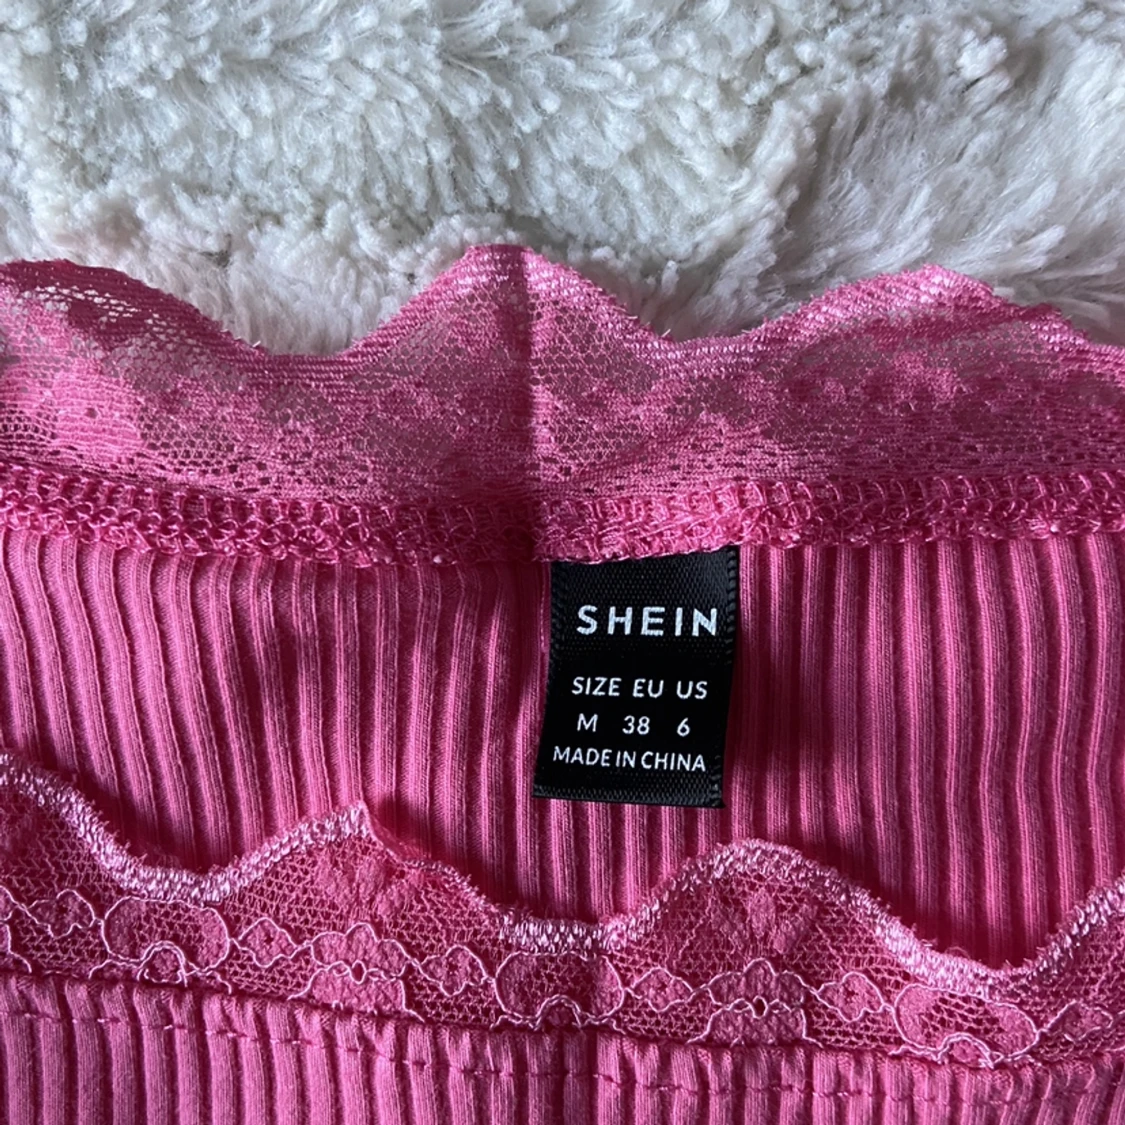 SHEIN
SIZE EU US
M 38 6
MADE IN CHINA